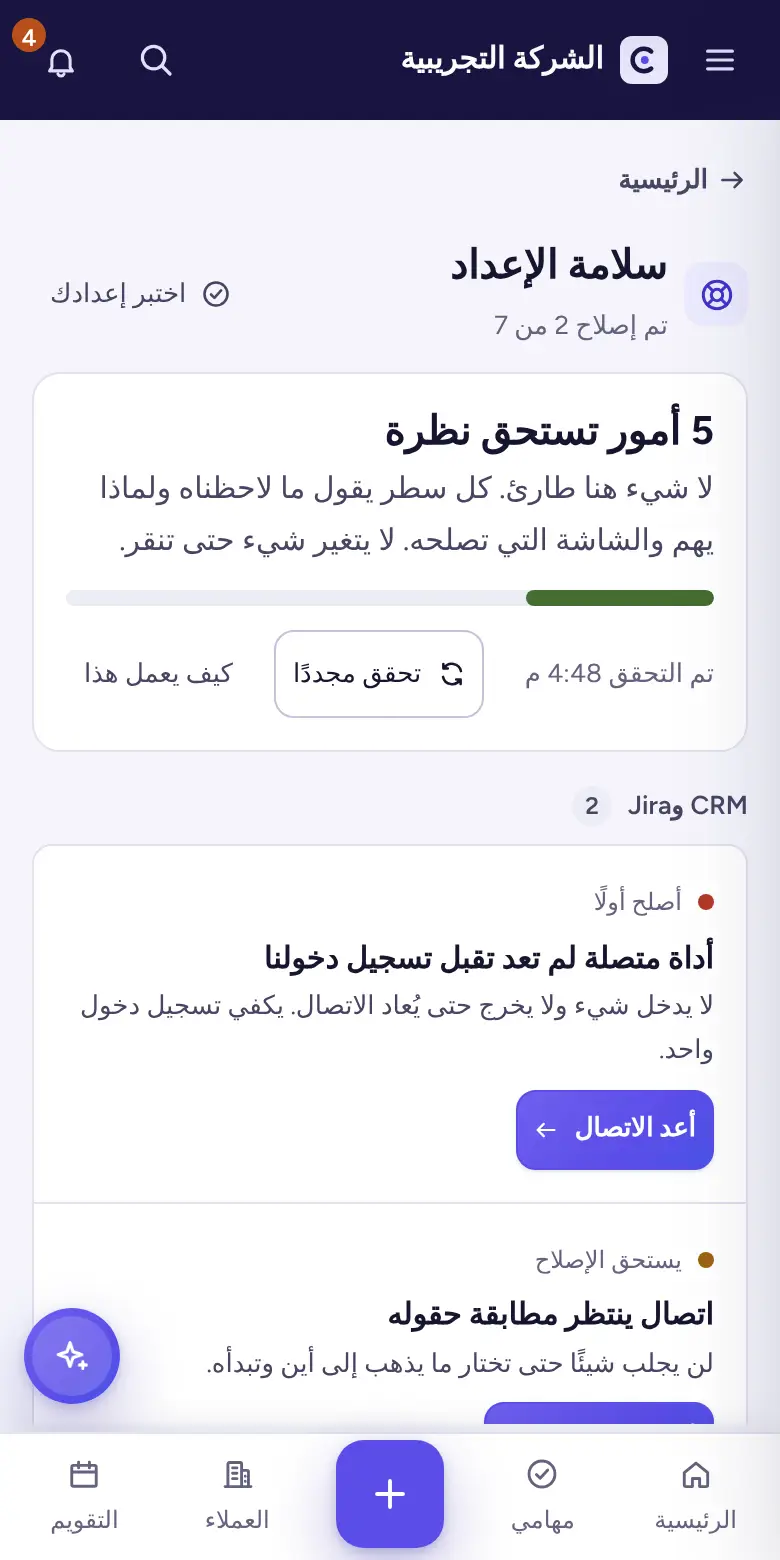 الشركة التجريبية
4
الرئيسية
سلامة الإعداد
تم إصلاح 2 من 7
اختبر إعدادك
5 أمور تستحق نظرة
لا شيء هنا طارئ. كل سطر يقول ما لاحظناه ولماذا
يهم والشاشة التي تصلحه. لا يتغير شيء حتى تنقر.
تم التحقق 4:48 م
تحقق مجددًا
كيف يعمل هذا
CRM وJira
2
أصلح أولًا
أداة متصلة لم تعد تقبل تسجيل دخولنا
لا يدخل شيء ولا يخرج حتى يُعاد الاتصال. يكفي تسجيل دخول
واحد.
أعد الاتصال
يستحق الإصلاح
اتصال ينتظر مطابقة حقوله
لن يجلب شيئًا حتى تختار ما يذهب إلى أين وتبدأه.
الرئيسية
مهامي
العملاء
التقويم